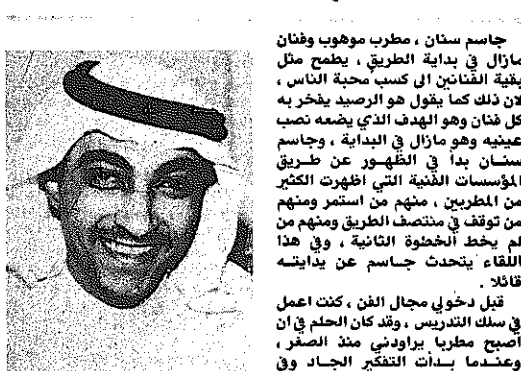 جاسم سنان ، مطرب موهوب وفنان
مازال في بداية الطريق ، يطمح مثل
بقية الفنانين الى كسب محبة الناس ،
لان ذلك كما يقول هو الرصيد يفخر به
كل فنان وهو الهدف الذي يضعه نصب
عينيه وهو مازال في البداية ، وجاسم
سنان بدا في الظهور عن طريق
المؤسسات الفنية التي اظهرت الكثير
من المطربين ، منهم من استمر ومنهم
من توقف في منتصف الطريق ومنهم من
لم يخط الخطوة الثانية ، وفي هذا
اللقاء يتحدث جاسم عن بدايته
قائلا .
قبل دخولي مجال الفن ، كنت اعمل
في سلك التدريس ، وقد كان الحلم في ان
اصبح مطربا يراودني منذ الصغر ،
وعندما بدأت التفكير الجاد وفي